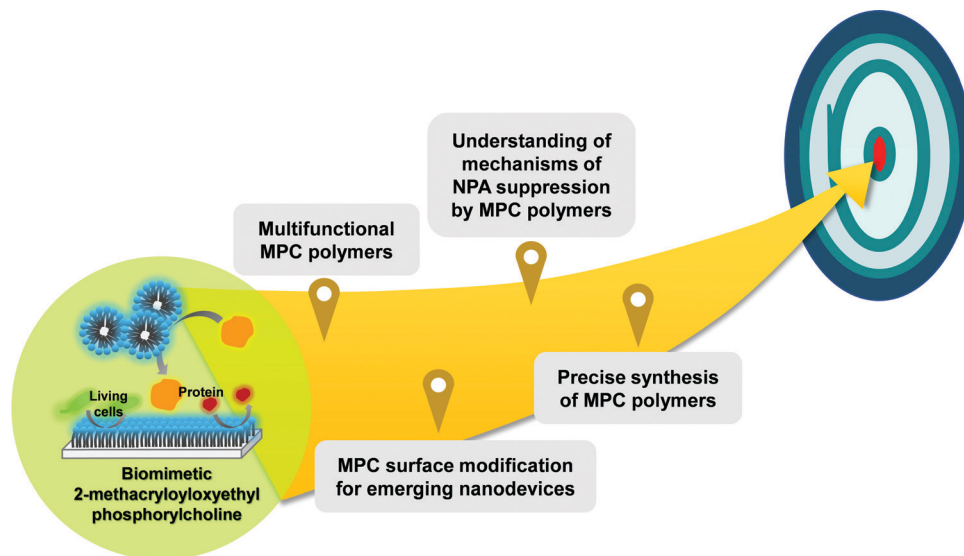 Understanding of
mechanisms of
NPA suppression
by MPC polymers
Multifunctional
MPC polymers
Precise synthesis
of MPC polymers
MPC surface modification
for emerging nanodevices
Living
cells
Protein
Biomimetic
2-methacryloyloxyethyl
phosphorylcholine